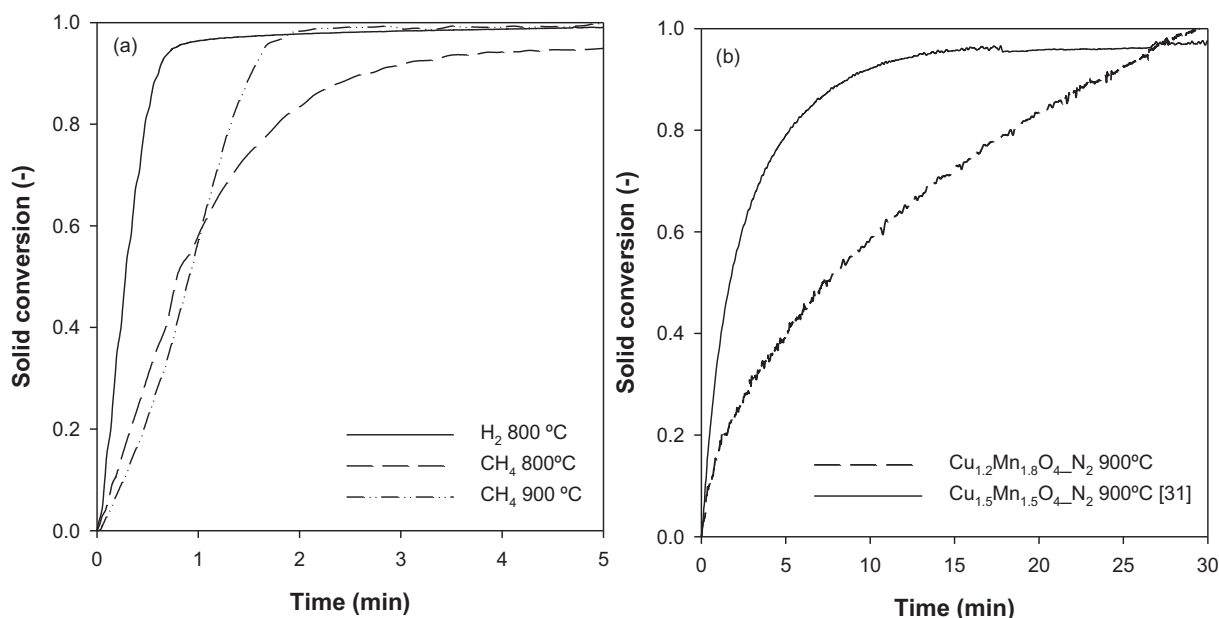 (a)
1.0
0.8
0.6
0.4
0.2
0.0
Solid conversion (-)
H₂ 800 ºC
CH₄ 800ºC
CH₄ 900 ºC
0 1 2 3 4 5
Time (min)
(b)
1.0
0.8
0.6
0.4
0.2
0.0
Solid conversion (-)
Cu₁.₂Mn₁.₈O₄_N₂ 900ºC
Cu₁.₅Mn₁.₅O₄_N₂ 900ºC [31]
0 5 10 15 20 25 30
Time (min)